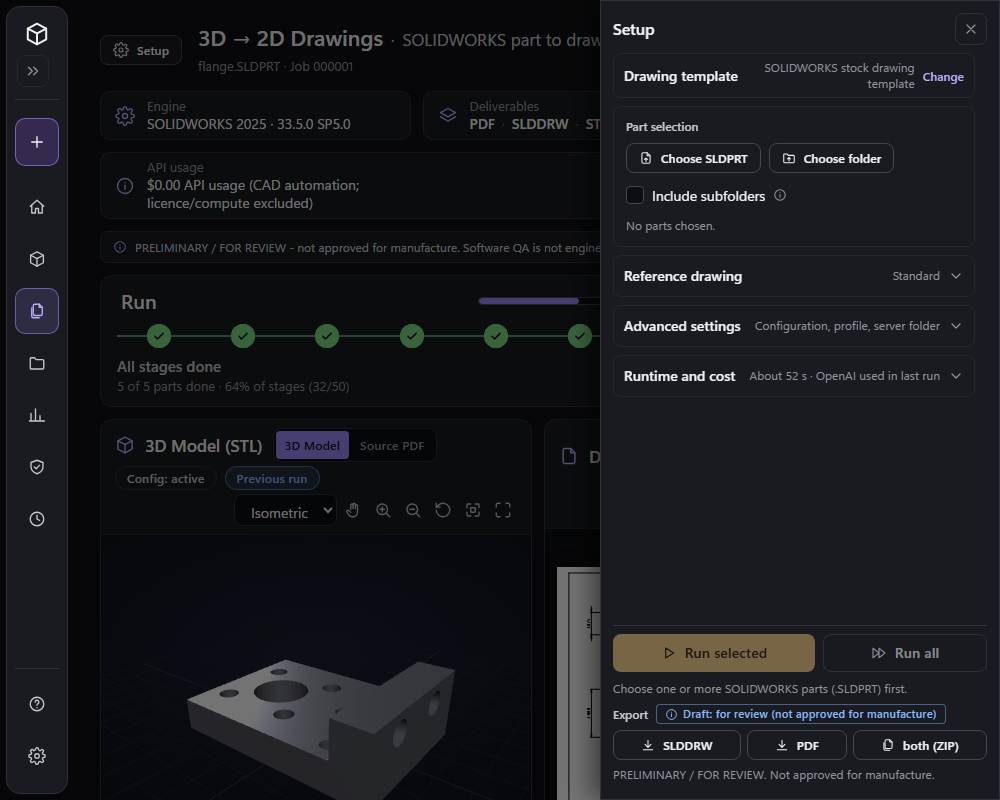 Setup
3D → 2D Drawings · SOLIDWORKS part to draw
flange.SLDPRT · Job 000001
Engine
SOLIDWORKS 2025 · 33.5.0 SP5.0
Deliverables
PDF · SLDDRW · ST
API usage
$0.00 API usage (CAD automation;
licence/compute excluded)
PRELIMINARY / FOR REVIEW - not approved for manufacture. Software QA is not engine
Run
All stages done
5 of 5 parts done · 64% of stages (32/50)
3D Model (STL)
3D Model
Source PDF
Config: active
Previous run
Isometric
D
Setup
Drawing template
SOLIDWORKS stock drawing
template
Change
Part selection
Choose SLDPRT
Choose folder
Include subfolders
No parts chosen.
Reference drawing
Standard
Advanced settings
Configuration, profile, server folder
Runtime and cost
About 52 s · OpenAI used in last run
Run selected
Run all
Choose one or more SOLIDWORKS parts (.SLDPRT) first.
Export
Draft: for review (not approved for manufacture)
SLDDRW
PDF
both (ZIP)
PRELIMINARY / FOR REVIEW. Not approved for manufacture.